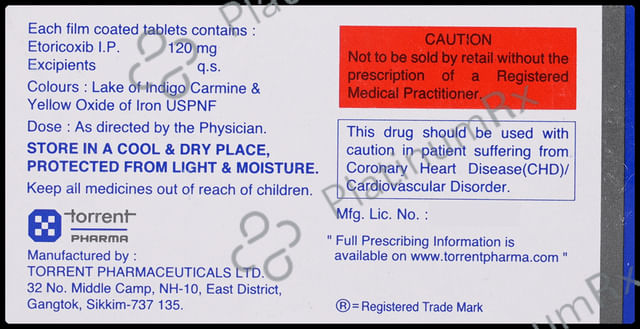 Each film coated tablets contains :
Etoricoxib I.P. 120 mg
Excipients q.s.
Colours : Lake of Indigo Carmine &
Yellow Oxide of Iron USPNF
Dose : As directed by the Physician.
STORE IN A COOL & DRY PLACE,
PROTECTED FROM LIGHT & MOISTURE.
Keep all medicines out of reach of children.
torrent
PHARMA
Manufactured by :
TORRENT PHARMACEUTICALS LTD.
32 No. Middle Camp, NH-10, East District,
Gangtok, Sikkim-737 135.
CAUTION
Not to be sold by retail without the
prescription of a Registered
Medical Practitioner.
This drug should be used with
caution in patient suffering from
Coronary Heart Disease(CHD)/
Cardiovascular Disorder.
Mfg. Lic. No. :
" Full Prescribing Information is
available on www.torrentpharma.com "
®=Registered Trade Mark
PlatinumRx
PlatinumRx